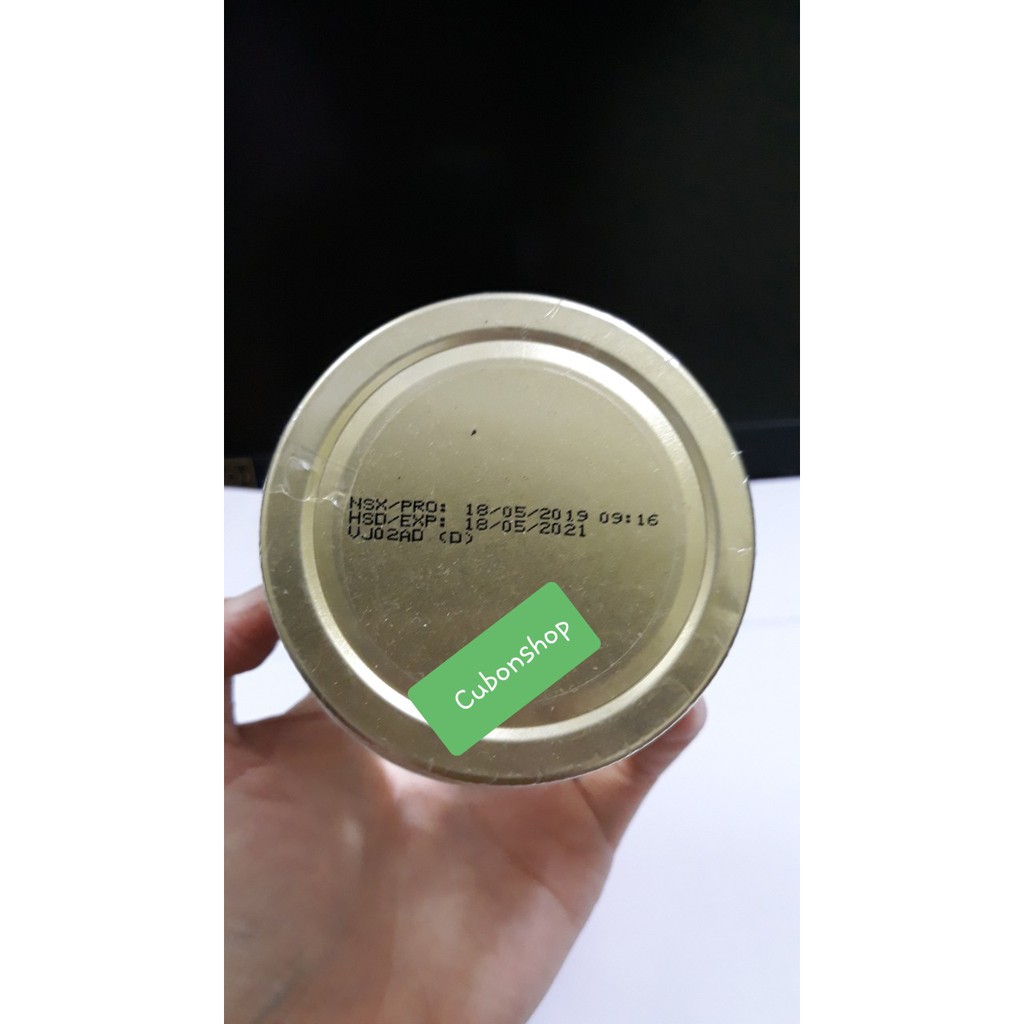 NSX/PRO: 18/05/2019 09:16
HSD/EXP: 18/05/2021
VJ02AD (D)
Cubonshop